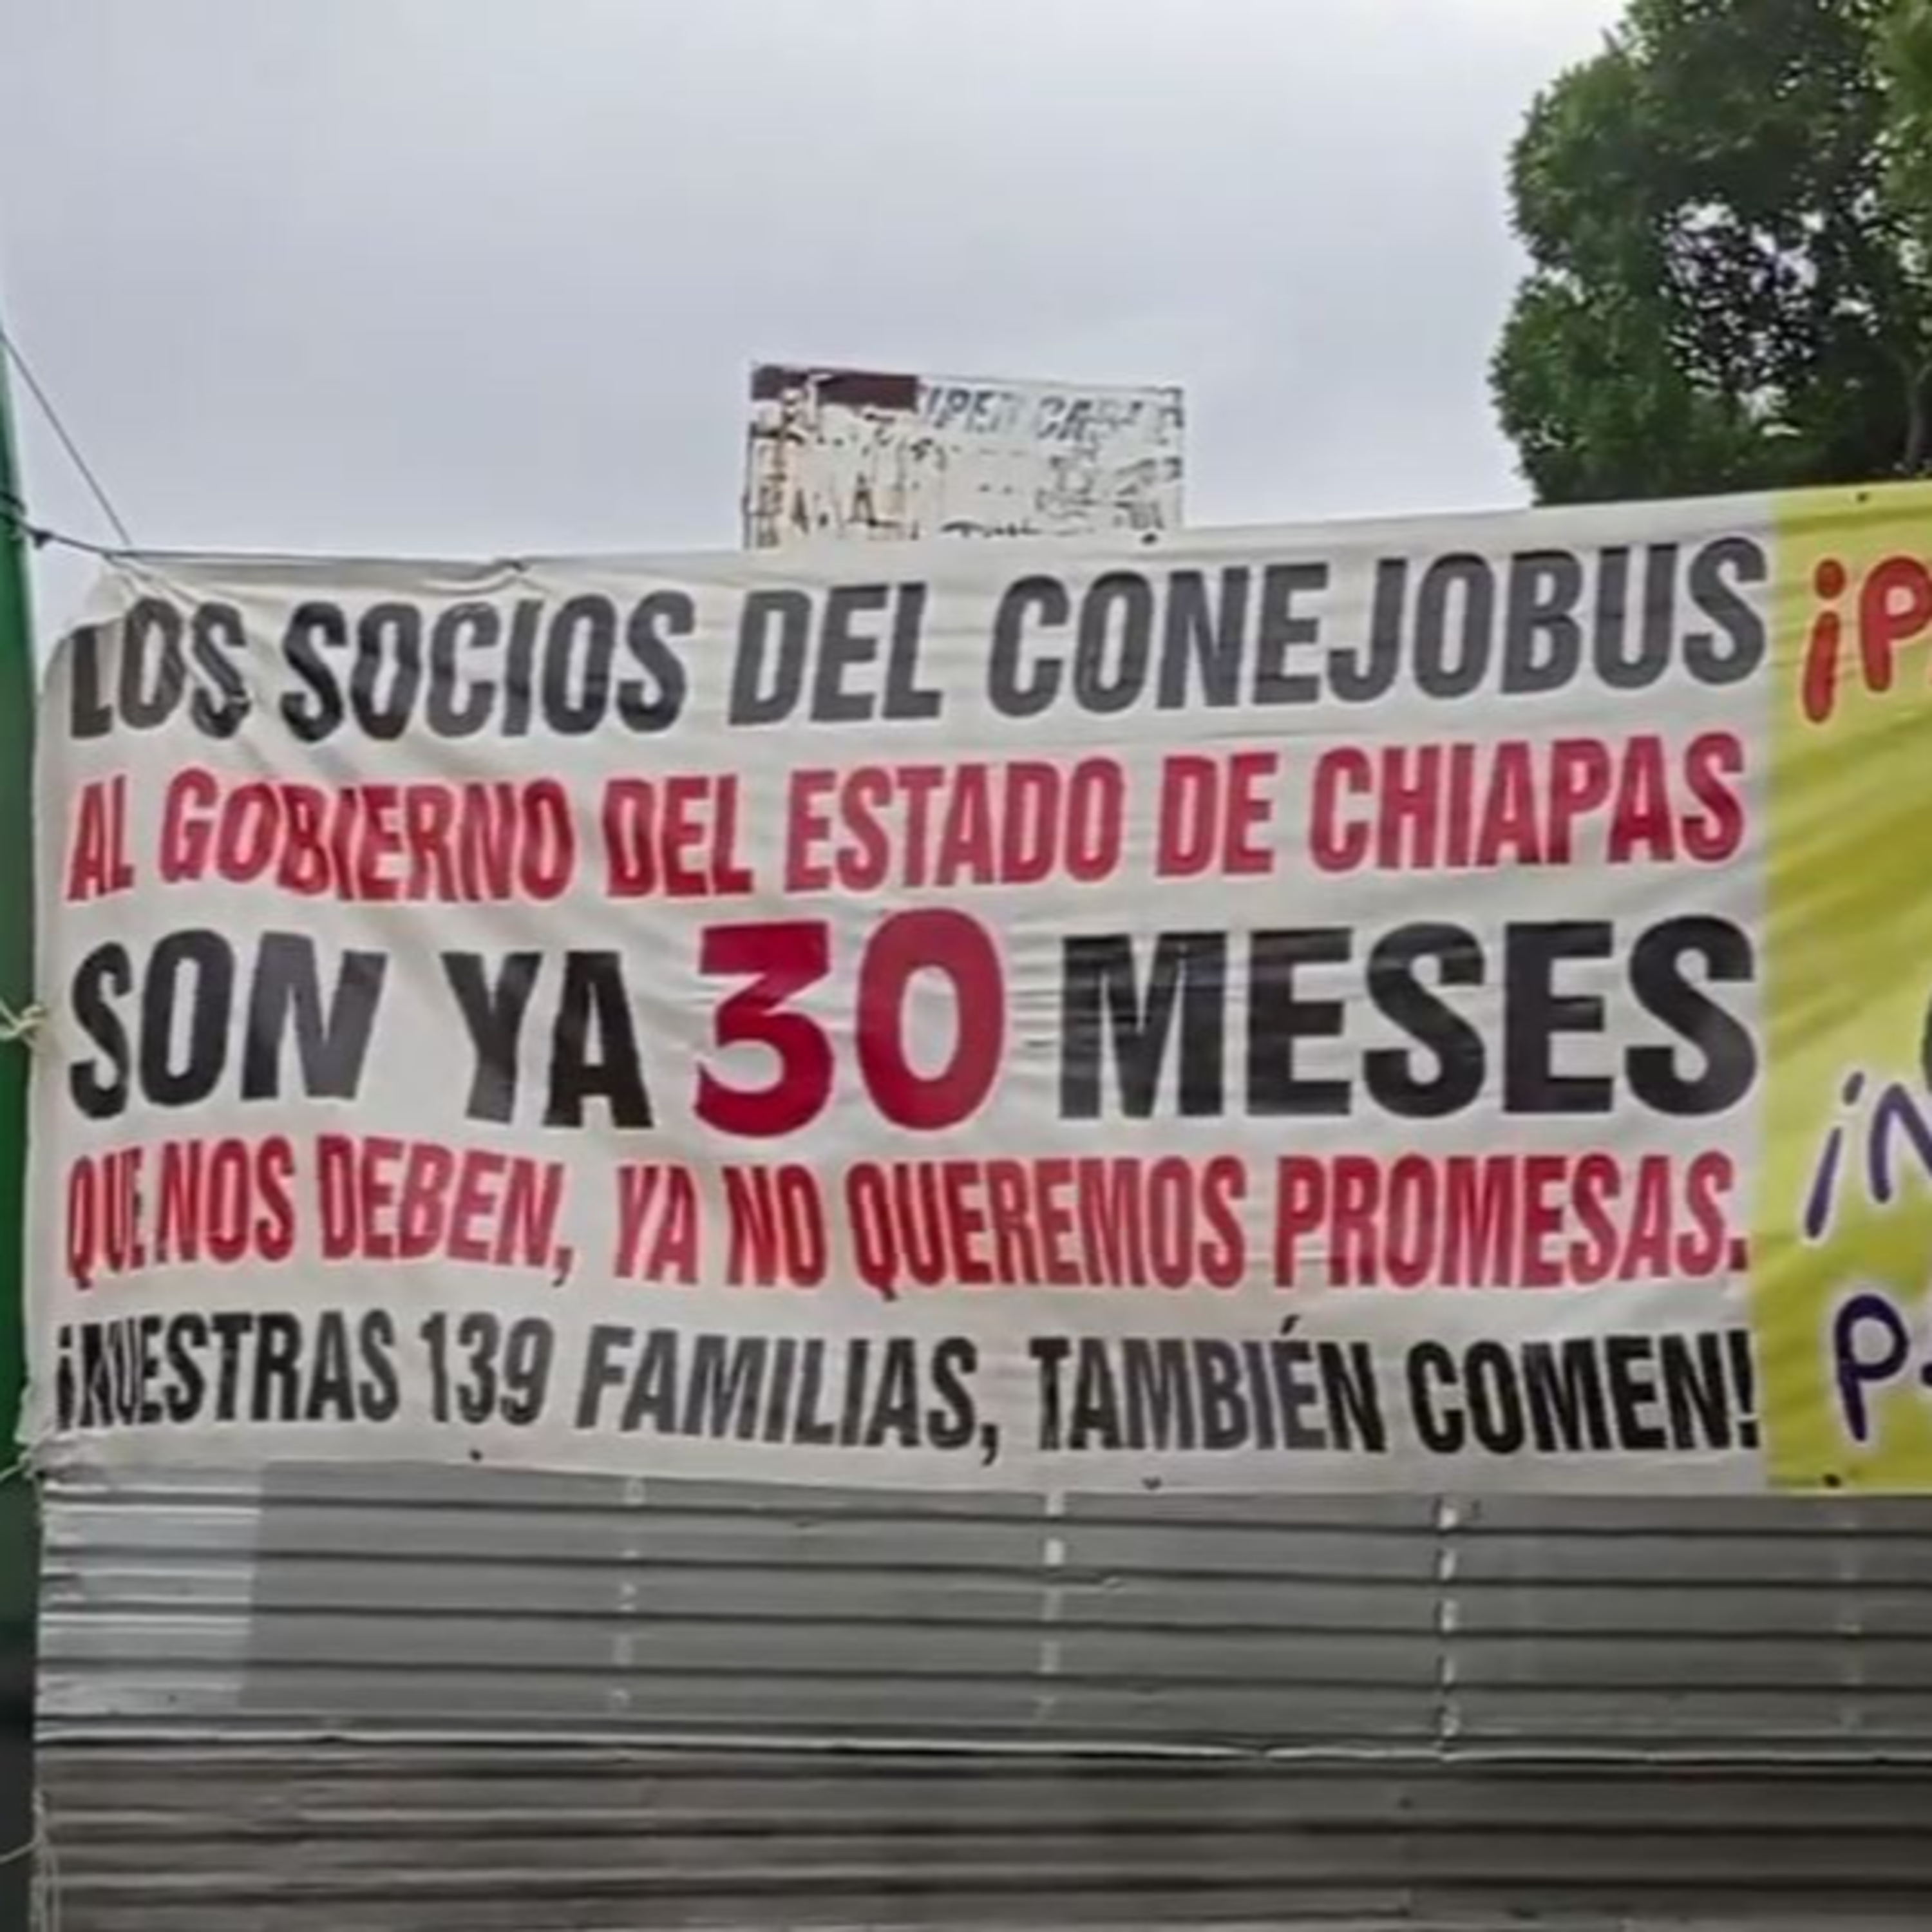 LOS SOCIOS DEL CONEJOBUS
AL GOBIERNO DEL ESTADO DE CHIAPAS
SON YA 30 MESES
QUE NOS DEBEN, YA NO QUEREMOS PROMESAS.
¡NUESTRAS 139 FAMILIAS, TAMBIÉN COMEN!